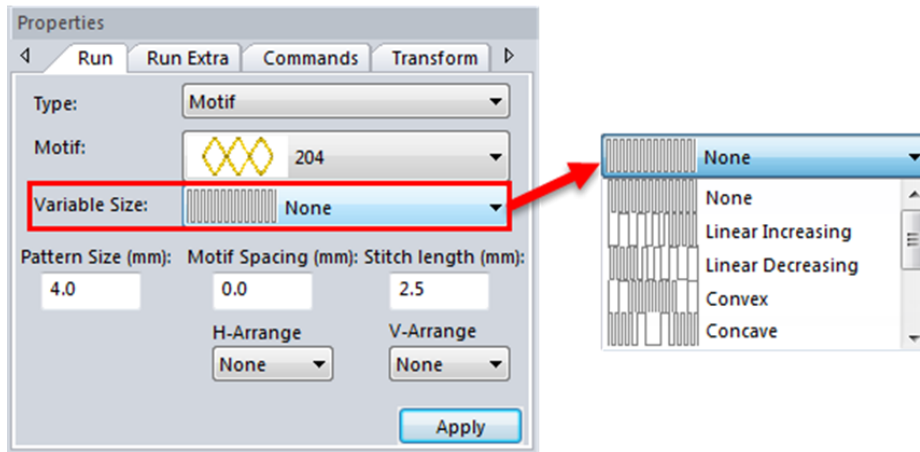 Properties
Run Run Extra Commands Transform
Type: Motif
Motif: 204
Variable Size: None
Pattern Size (mm): Motif Spacing (mm): Stitch length (mm):
4.0 0.0 2.5
H-Arrange V-Arrange
None None
Apply
None
None
Linear Increasing
Linear Decreasing
Convex
Concave